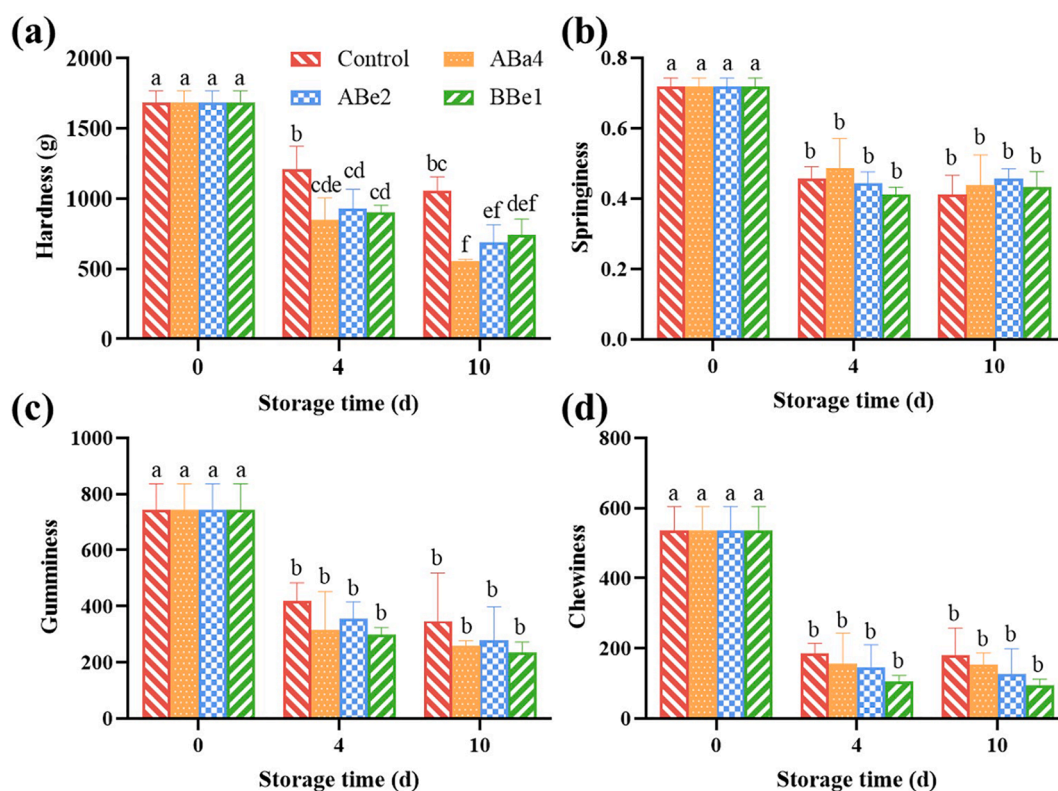 (a)
Control
ABa4
ABe2
BBe1
Hardness (g)
2000
1500
1000
500
0
a a a a
b cde cd cd
bc f ef def
0 4 10
Storage time (d)
(b)
Springiness
0.8
0.6
0.4
0.2
0.0
a a a a
b b b b
b b b b
0 4 10
Storage time (d)
(c)
Gumminess
1000
800
600
400
200
0
a a a a
b b b b
b b b b
0 4 10
Storage time (d)
(d)
Chewiness
800
600
400
200
0
a a a a
b b b b
b b b b
0 4 10
Storage time (d)